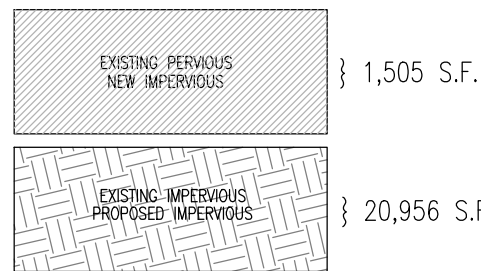 EXISTING PERVIOUS
NEW IMPERVIOUS
} 1,505 S.F.
EXISTING IMPERVIOUS
PROPOSED IMPERVIOUS
} 20,956 S.F